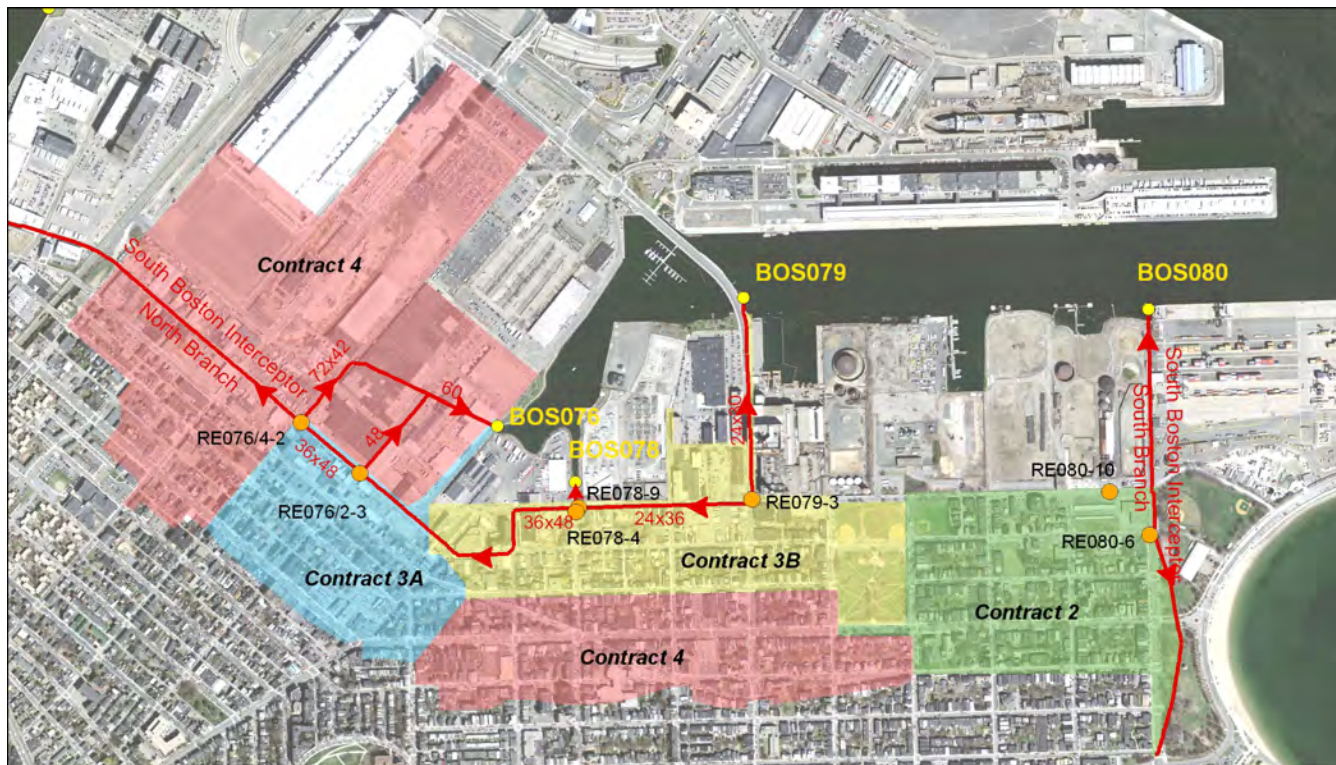 Contract 4
BOS079
BOS080
South Boston Interceptor
North Branch
72x42
60
BOS076
RE076/4-2
36x48
48
BOS078
South Boston Interceptor
South Branch
24x20
RE078-9
RE079-3
RE080-10
RE076/2-3
36x48
24x36
RE078-4
RE080-6
Contract 3A
Contract 3B
Contract 2
Contract 4